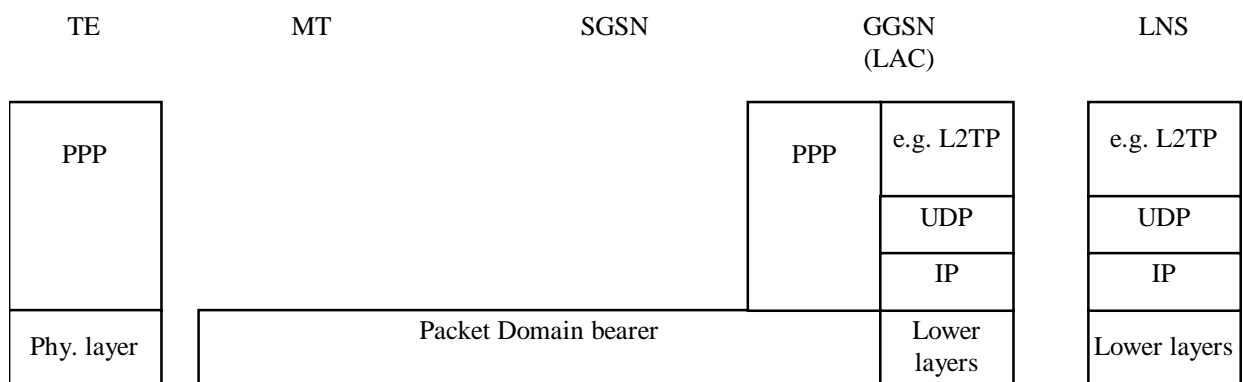 TE MT SGSN GGSN LNS
(LAC)
PPP PPP e.g. L2TP e.g. L2TP
UDP UDP
IP IP
Phy. layer Packet Domain bearer Lower Lower layers
layers